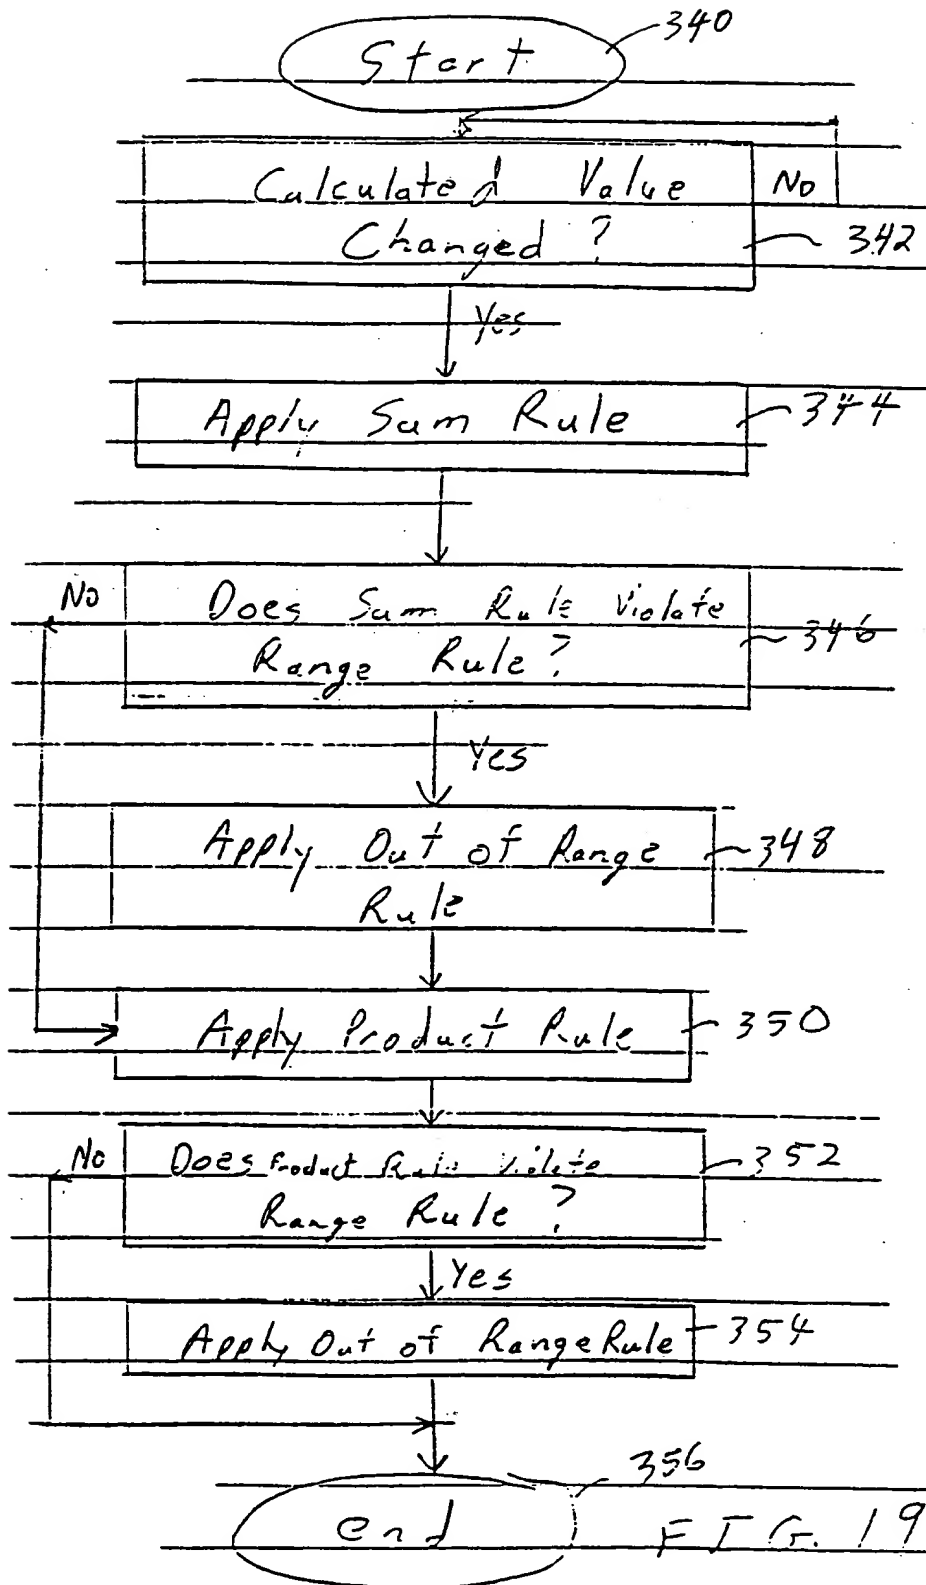 Start 340
Calculated Value No
Changed? 342
Yes
Apply Sum Rule 344
No Does Sum Rule Violate
Range Rule? 346
Yes
Apply Out of Range 348
Rule
Apply Product Rule 350
No Does Product Rule Violate 352
Range Rule?
Yes
Apply Out of Range Rule 354
356
end FIG. 19